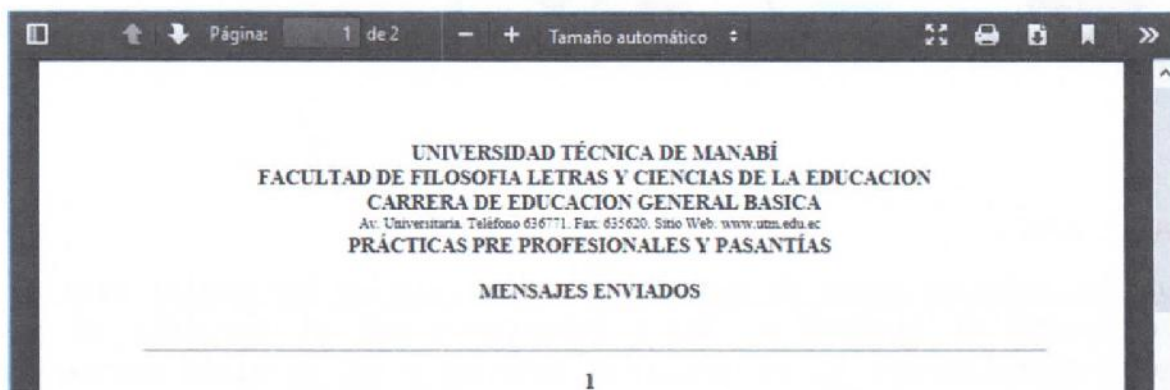 Página: 1 de 2 Tamaño automático
UNIVERSIDAD TÉCNICA DE MANABÍ
FACULTAD DE FILOSOFIA LETRAS Y CIENCIAS DE LA EDUCACION
CARRERA DE EDUCACION GENERAL BASICA
Av. Universitaria. Teléfono 636771. Fax: 635620. Sitio Web: www.utm.edu.ec
PRÁCTICAS PRE PROFESIONALES Y PASANTÍAS
MENSAJES ENVIADOS
1